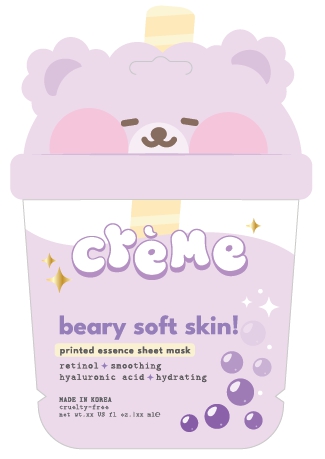 crème
beary soft skin!
printed essence sheet mask
retinol ✦ smoothing
hyaluronic acid ✦ hydrating
MADE IN KOREA
cruelty-free
net wt.xx US fl oz.|xx mle